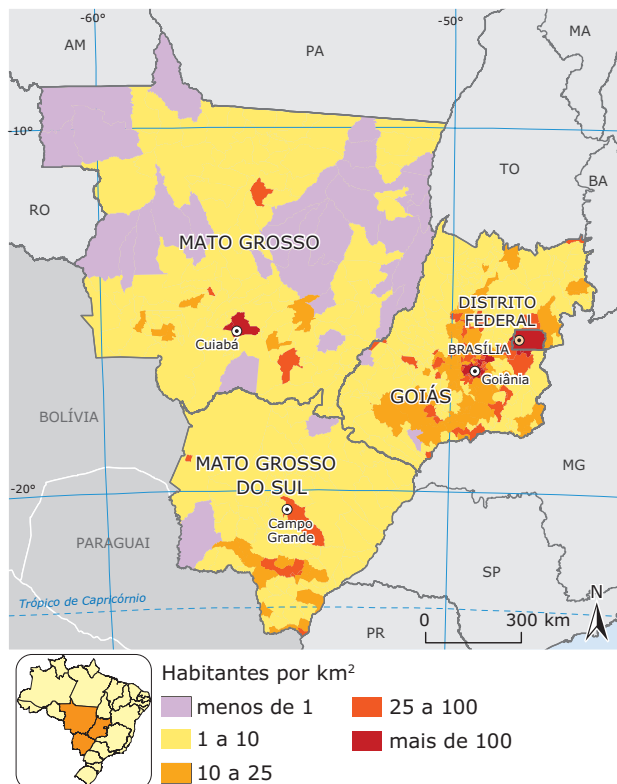 -60°
-50°
AM
PA
MA
-10°
TO
BA
RO
MATO GROSSO
DISTRITO
FEDERAL
Cuiabá
BRASÍLIA
Goiânia
GOIÁS
BOLÍVIA
MG
MATO GROSSO
DO SUL
-20°
Campo
Grande
PARAGUAI
SP
N
Trópico de Capricórnio
PR
0 300 km
Habitantes por km²
menos de 1
25 a 100
1 a 10
mais de 100
10 a 25